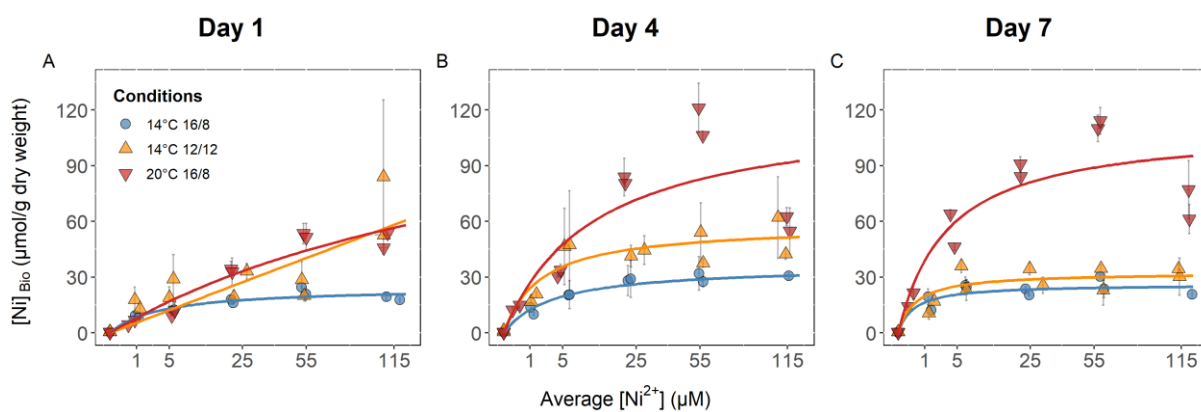 Day 1
Day 4
Day 7
A
B
C
[Ni] Bio (µmol/g dry weight)
120
90
60
30
0
Conditions
14°C 16/8
14°C 12/12
20°C 16/8
1 5 25 55 115
120
90
60
30
0
1 5 25 55 115
120
90
60
30
0
1 5 25 55 115
Average [Ni²⁺] (µM)